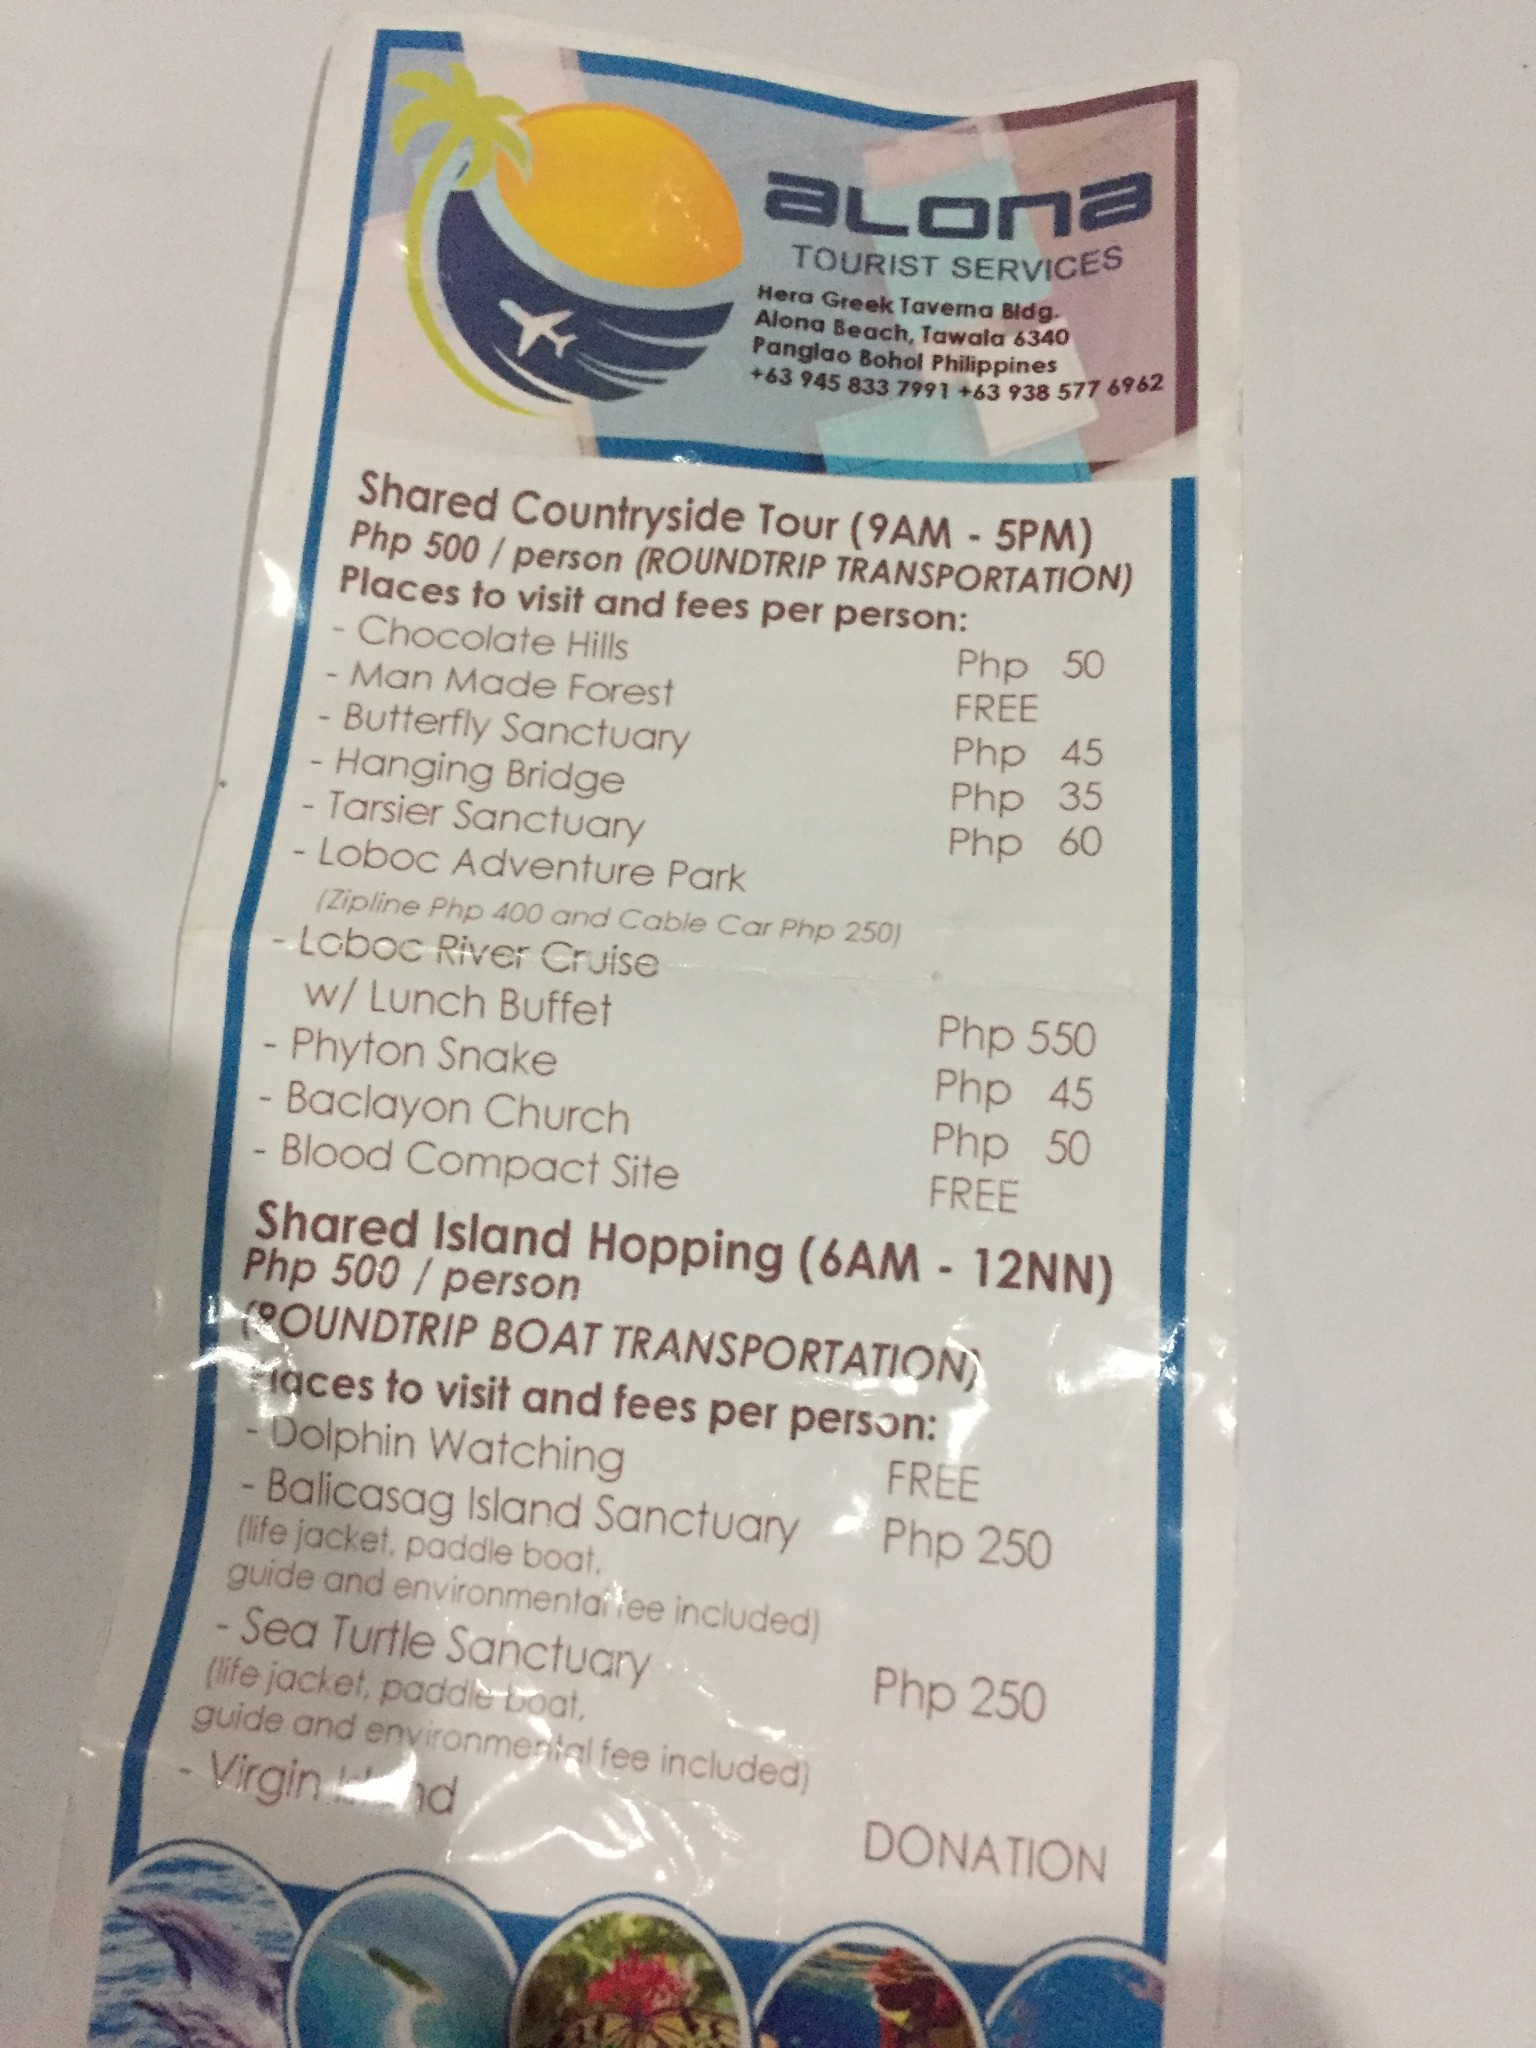 aLona
TOURIST SERVICES
Hera Greek Taverna Bldg.
Alona Beach, Tawala 6340
Panglao Bohol Philippines
+63 945 833 7991 +63 938 577 6962
Shared Countryside Tour (9AM - 5PM)
Php 500 / person (ROUNDTRIP TRANSPORTATION)
Places to visit and fees per person:
- Chocolate Hills Php 50
- Man Made Forest FREE
- Butterfly Sanctuary Php 45
- Hanging Bridge Php 35
- Tarsier Sanctuary Php 60
- Loboc Adventure Park
(Zipline Php 400 and Cable Car Php 250)
- Loboc River Cruise
w/ Lunch Buffet Php 550
- Phyton Snake Php 45
- Baclayon Church Php 50
- Blood Compact Site FREE
Shared Island Hopping (6AM - 12NN)
Php 500 / person
(ROUNDTRIP BOAT TRANSPORTATION)
Places to visit and fees per person:
- Dolphin Watching FREE
- Balicasag Island Sanctuary Php 250
(life jacket, paddle boat,
guide and environmental fee included)
- Sea Turtle Sanctuary Php 250
(life jacket, paddle boat,
guide and environmental fee included)
- Virgin Island DONATION